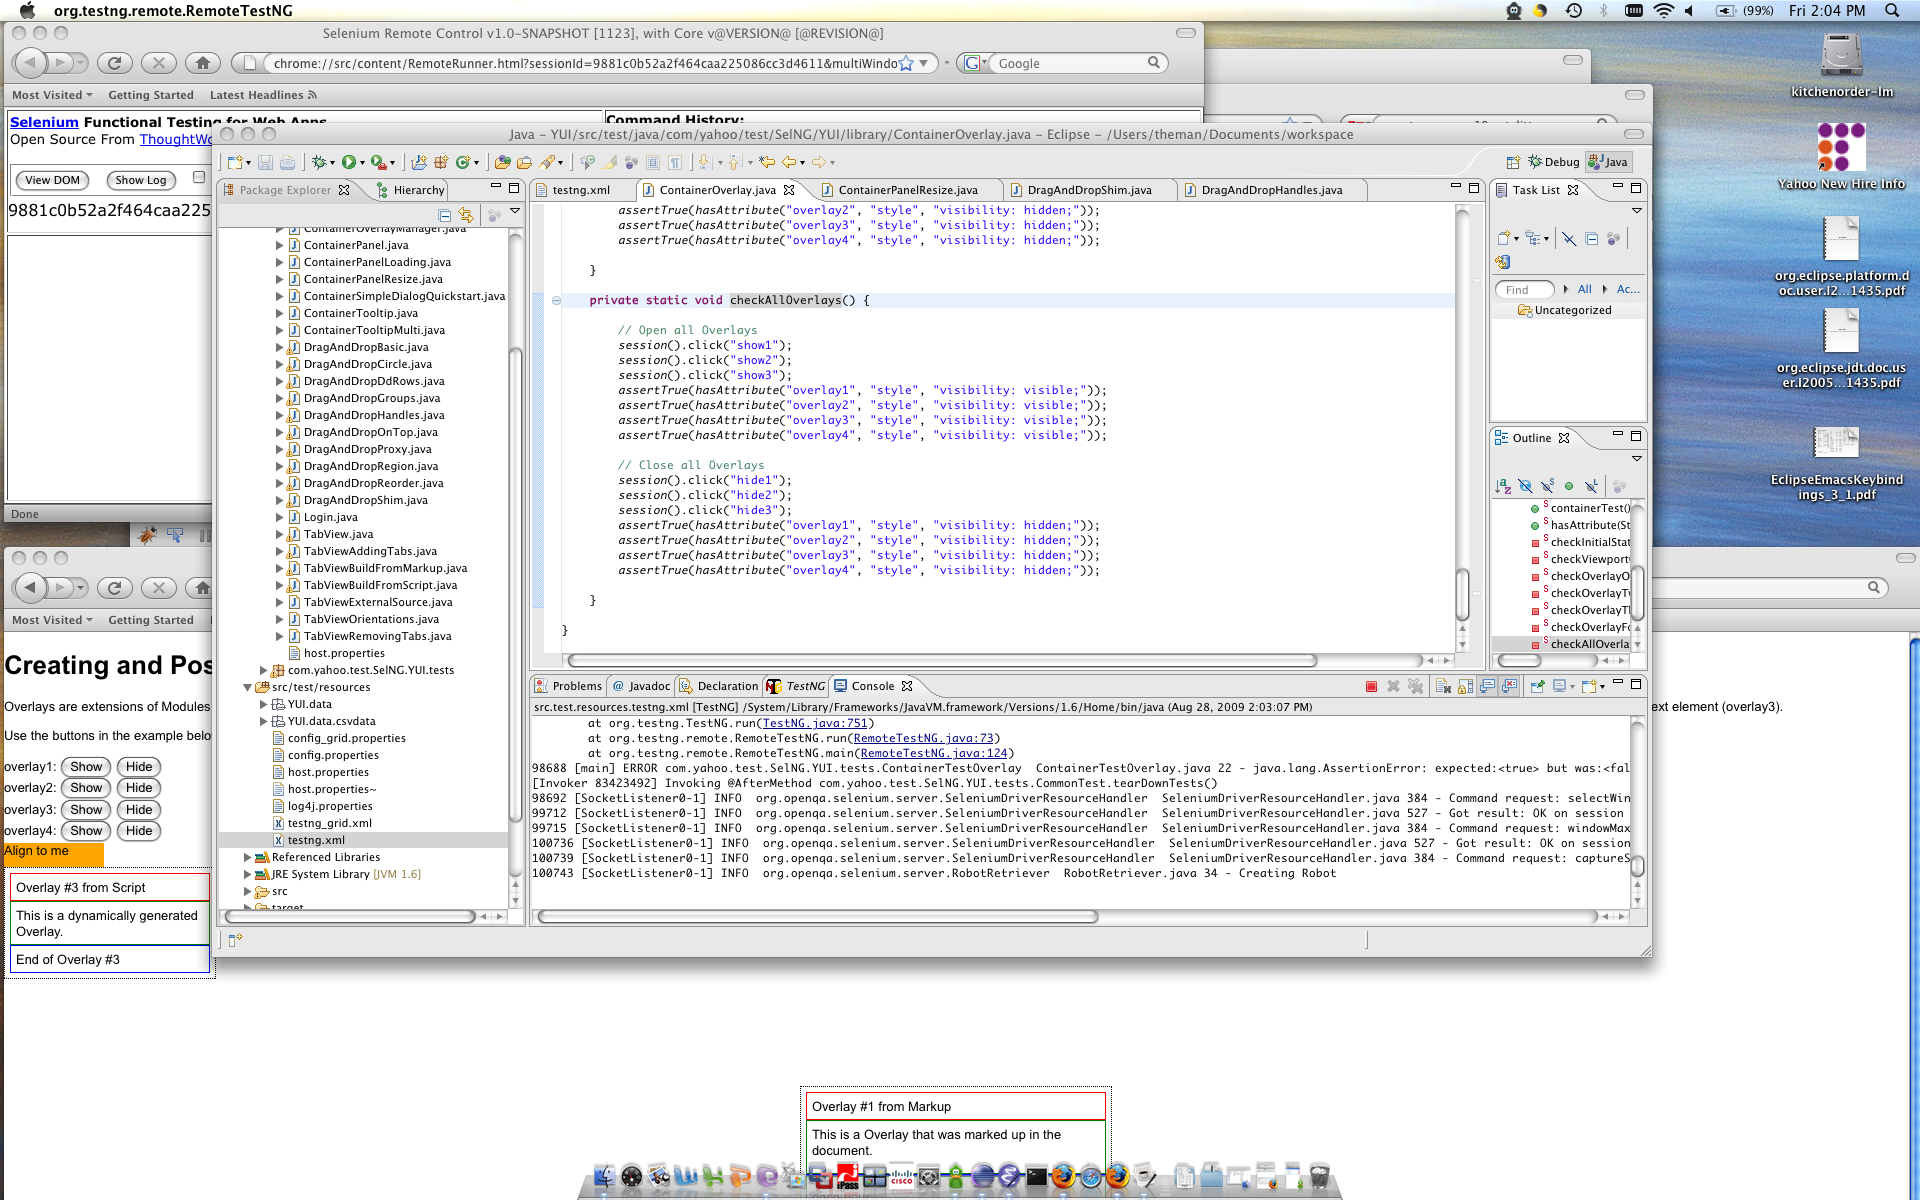 org.testng.remote.RemoteTestNG
(99%) Fri 2:04 PM
Selenium Remote Control v1.0-SNAPSHOT [1123], with Core v@VERSION@ [@REVISION@]
chrome://src/content/RemoteRunner.html?sessionId=9881c0b52a2f464caa225086cc3d4611&multiWindo
Google
Most Visited
Getting Started
Latest Headlines
Selenium Functional Testing for Web Apps
Open Source From ThoughtWo
Command History:
View DOM
Show Log
9881c0b52a2f464caa225
Done
Java – YUI/src/test/java/com/yahoo/test/SelNG/YUI/library/ContainerOverlay.java – Eclipse – /Users/theman/Documents/workspace
Debug
Java
Package Explorer
Hierarchy
ContainerOverlayManager.java
ContainerPanel.java
ContainerPanelLoading.java
ContainerPanelResize.java
ContainerSimpleDialogQuickstart.java
ContainerTooltip.java
ContainerTooltipMulti.java
DragAndDropBasic.java
DragAndDropCircle.java
DragAndDropDdRows.java
DragAndDropGroups.java
DragAndDropHandles.java
DragAndDropOnTop.java
DragAndDropProxy.java
DragAndDropRegion.java
DragAndDropReorder.java
DragAndDropShim.java
Login.java
TabView.java
TabViewAddingTabs.java
TabViewBuildFromMarkup.java
TabViewBuildFromScript.java
TabViewExternalSource.java
TabViewOrientations.java
TabViewRemovingTabs.java
host.properties
com.yahoo.test.SelNG.YUI.tests
src/test/resources
YUI.data
YUI.data.csvdata
config_grid.properties
config.properties
host.properties
host.properties~
log4j.properties
testng_grid.xml
testng.xml
Referenced Libraries
JRE System Library [JVM 1.6]
src
target
testng.xml
ContainerOverlay.java
ContainerPanelResize.java
DragAndDropShim.java
DragAndDropHandles.java
assertTrue(hasAttribute("overlay2", "style", "visibility: hidden;"));
assertTrue(hasAttribute("overlay3", "style", "visibility: hidden;"));
assertTrue(hasAttribute("overlay4", "style", "visibility: hidden;"));
}
private static void checkAllOverlays() {
// Open all Overlays
session().click("show1");
session().click("show2");
session().click("show3");
assertTrue(hasAttribute("overlay1", "style", "visibility: visible;"));
assertTrue(hasAttribute("overlay2", "style", "visibility: visible;"));
assertTrue(hasAttribute("overlay3", "style", "visibility: visible;"));
assertTrue(hasAttribute("overlay4", "style", "visibility: visible;"));
// Close all Overlays
session().click("hide1");
session().click("hide2");
session().click("hide3");
assertTrue(hasAttribute("overlay1", "style", "visibility: hidden;"));
assertTrue(hasAttribute("overlay2", "style", "visibility: hidden;"));
assertTrue(hasAttribute("overlay3", "style", "visibility: hidden;"));
assertTrue(hasAttribute("overlay4", "style", "visibility: hidden;"));
}
}
Task List
Find
All
Ac...
Uncategorized
Outline
containerTest()
hasAttribute(St
checkInitialStat
checkViewport
checkOverlayO
checkOverlayT
checkOverlayT
checkOverlayFo
checkAllOverla
Problems
Javadoc
Declaration
TestNG
Console
src.test.resources.testng.xml [TestNG] /System/Library/Frameworks/JavaVM.framework/Versions/1.6/Home/bin/java (Aug 28, 2009 2:03:07 PM)
at org.testng.TestNG.run(TestNG.java:751)
at org.testng.remote.RemoteTestNG.run(RemoteTestNG.java:73)
at org.testng.remote.RemoteTestNG.main(RemoteTestNG.java:124)
98688 [main] ERROR com.yahoo.test.SelNG.YUI.tests.ContainerTestOverlay ContainerTestOverlay.java 22 - java.lang.AssertionError: expected:<true> but was:<fal
[Invoker 83423492] Invoking @AfterMethod com.yahoo.test.SelNG.YUI.tests.CommonTest.tearDownTests()
98692 [SocketListener0-1] INFO org.openqa.selenium.server.SeleniumDriverResourceHandler SeleniumDriverResourceHandler.java 384 - Command request: selectWin
99712 [SocketListener0-1] INFO org.openqa.selenium.server.SeleniumDriverResourceHandler SeleniumDriverResourceHandler.java 527 - Got result: OK on session
99715 [SocketListener0-1] INFO org.openqa.selenium.server.SeleniumDriverResourceHandler SeleniumDriverResourceHandler.java 384 - Command request: windowMax
100736 [SocketListener0-1] INFO org.openqa.selenium.server.SeleniumDriverResourceHandler SeleniumDriverResourceHandler.java 527 - Got result: OK on session
100739 [SocketListener0-1] INFO org.openqa.selenium.server.SeleniumDriverResourceHandler SeleniumDriverResourceHandler.java 384 - Command request: captureS
100743 [SocketListener0-1] INFO org.openqa.selenium.server.RobotRetriever RobotRetriever.java 34 - Creating Robot
kitchenorder-lm
Yahoo New Hire Info
org.eclipse.platform.d
oc.user.I2...1435.pdf
org.eclipse.jdt.doc.us
er.I2005...1435.pdf
EclipseEmacsKeybind
ings_3_1.pdf
Most Visited
Getting Started
Creating and Pos
Overlays are extensions of Modules
ext element (overlay3).
Use the buttons in the example belo
overlay1: Show Hide
overlay2: Show Hide
overlay3: Show Hide
overlay4: Show Hide
Align to me
Overlay #3 from Script
This is a dynamically generated
Overlay.
End of Overlay #3
Overlay #1 from Markup
This is a Overlay that was marked up in the
document.
iPass
CISCO